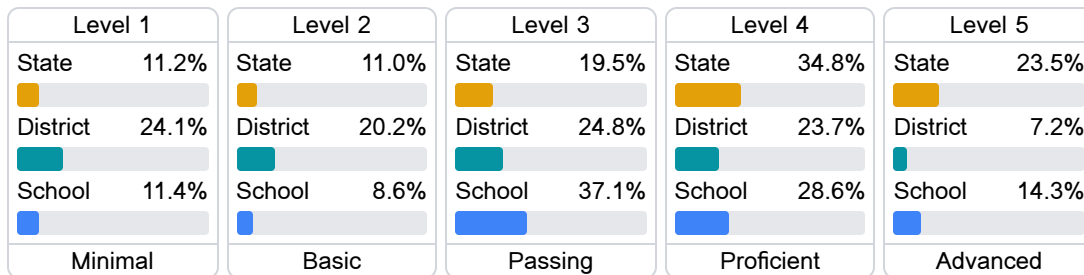 Level 1
State 11.2%
District 24.1%
School 11.4%
Minimal
Level 2
State 11.0%
District 20.2%
School 8.6%
Basic
Level 3
State 19.5%
District 24.8%
School 37.1%
Passing
Level 4
State 34.8%
District 23.7%
School 28.6%
Proficient
Level 5
State 23.5%
District 7.2%
School 14.3%
Advanced